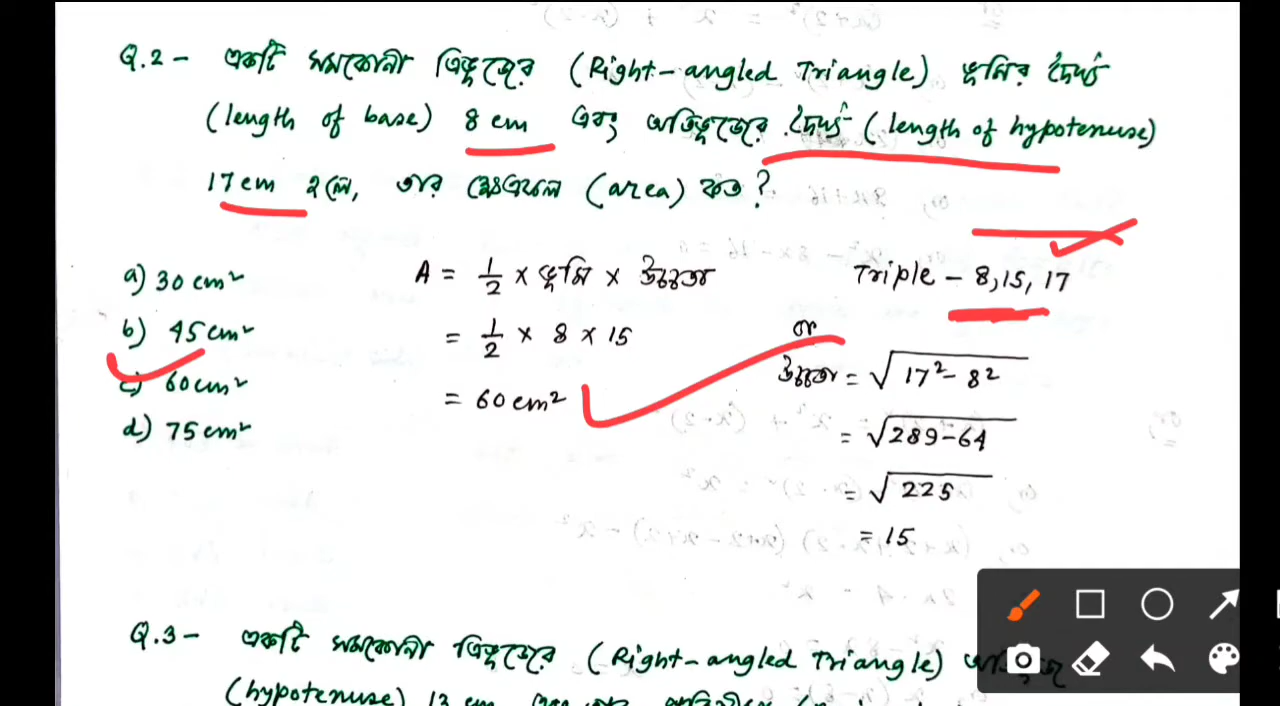 Q.2 - একটি সমকোনী ত্রিভুজের (Right-angled Triangle) ভূমির দৈর্ঘ্য
(length of base) 8 cm এবং অতিভুজের দৈর্ঘ্য (length of hypotenuse)
17 cm হলে, তার ক্ষেত্রফল (area) কত?
a) 30 cm²
b) 45 cm²
c) 60 cm²
d) 75 cm²
A = 1/2 × ভূমি × উচ্চতা
= 1/2 × 8 × 15
= 60 cm²
Triple - 8, 15, 17
or
উচ্চতা = √17² - 8²
= √289 - 64
= √225
= 15
Q.3 - একটি সমকোনী ত্রিভুজের (Right-angled Triangle)
(hypotenuse) 13 cm